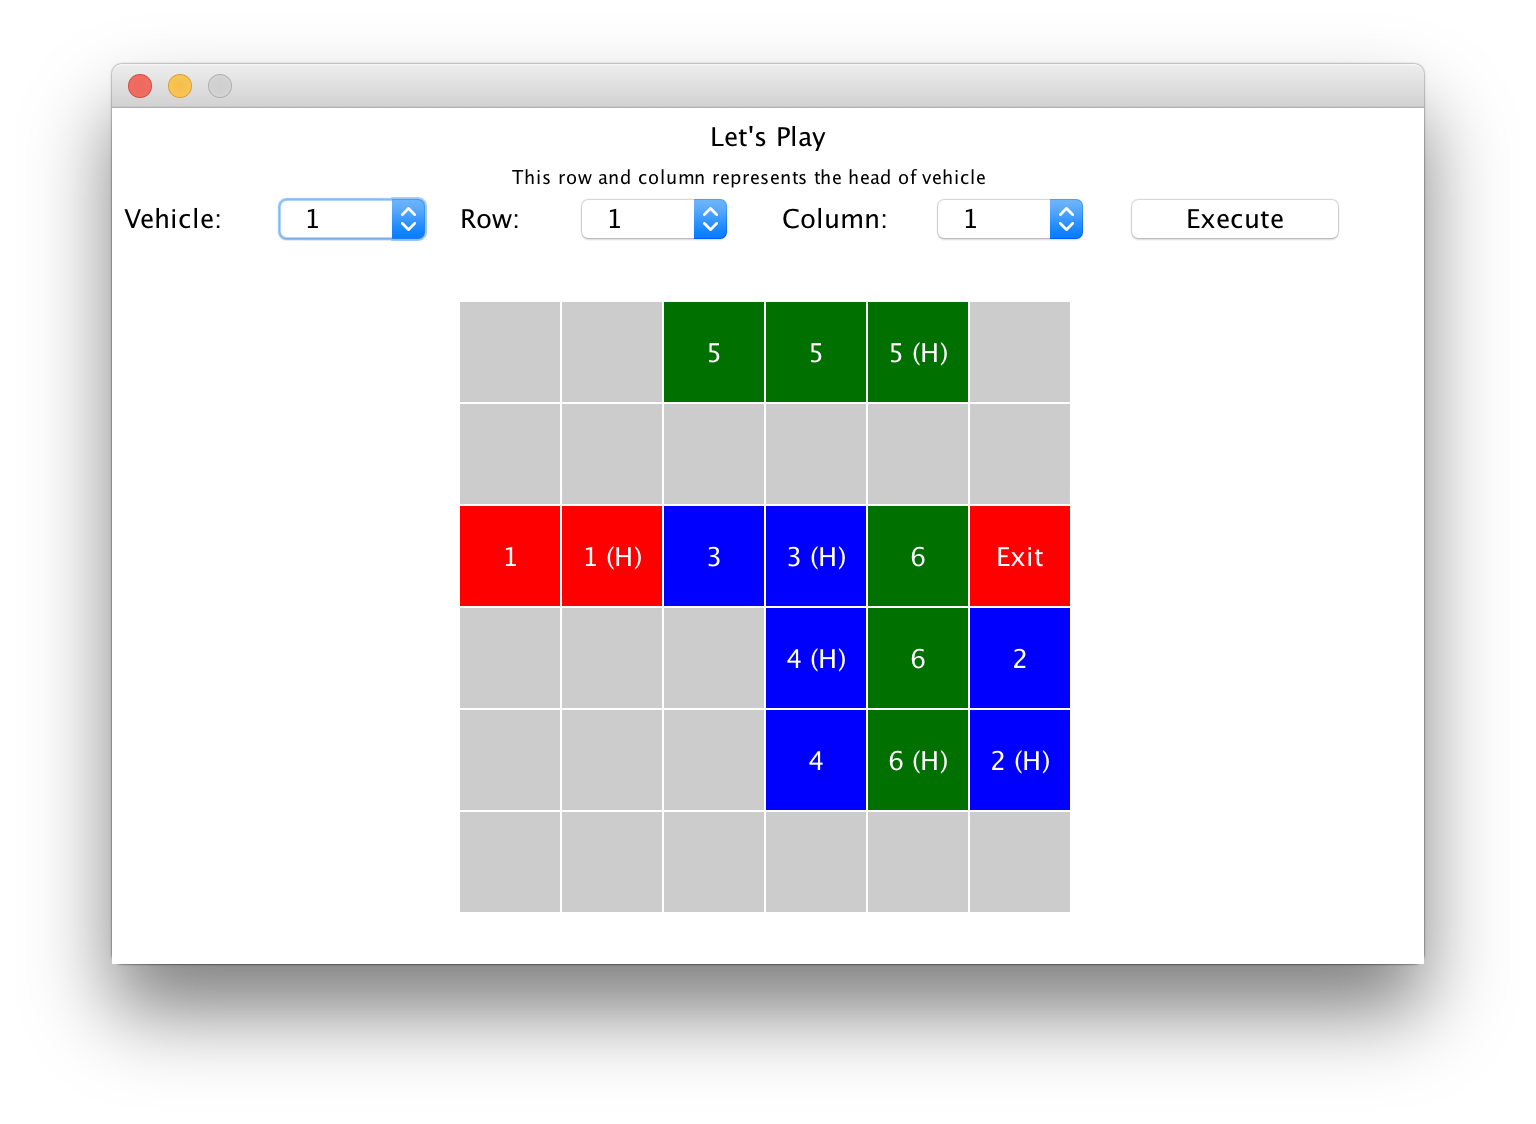 Let's Play
This row and column represents the head of vehicle
Vehicle: 1 Row: 1 Column: 1 Execute
5 5 5 (H)
1 1 (H) 3 3 (H) 6 Exit
4 (H) 6 2
4 6 (H) 2 (H)